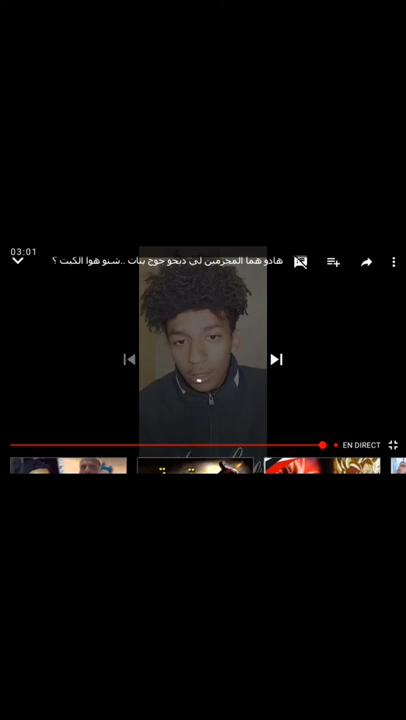 03:01
هادو هما المجرمين لي ذبحو جوج بنات ..شنو هوا الكبت ؟
EN DIRECT